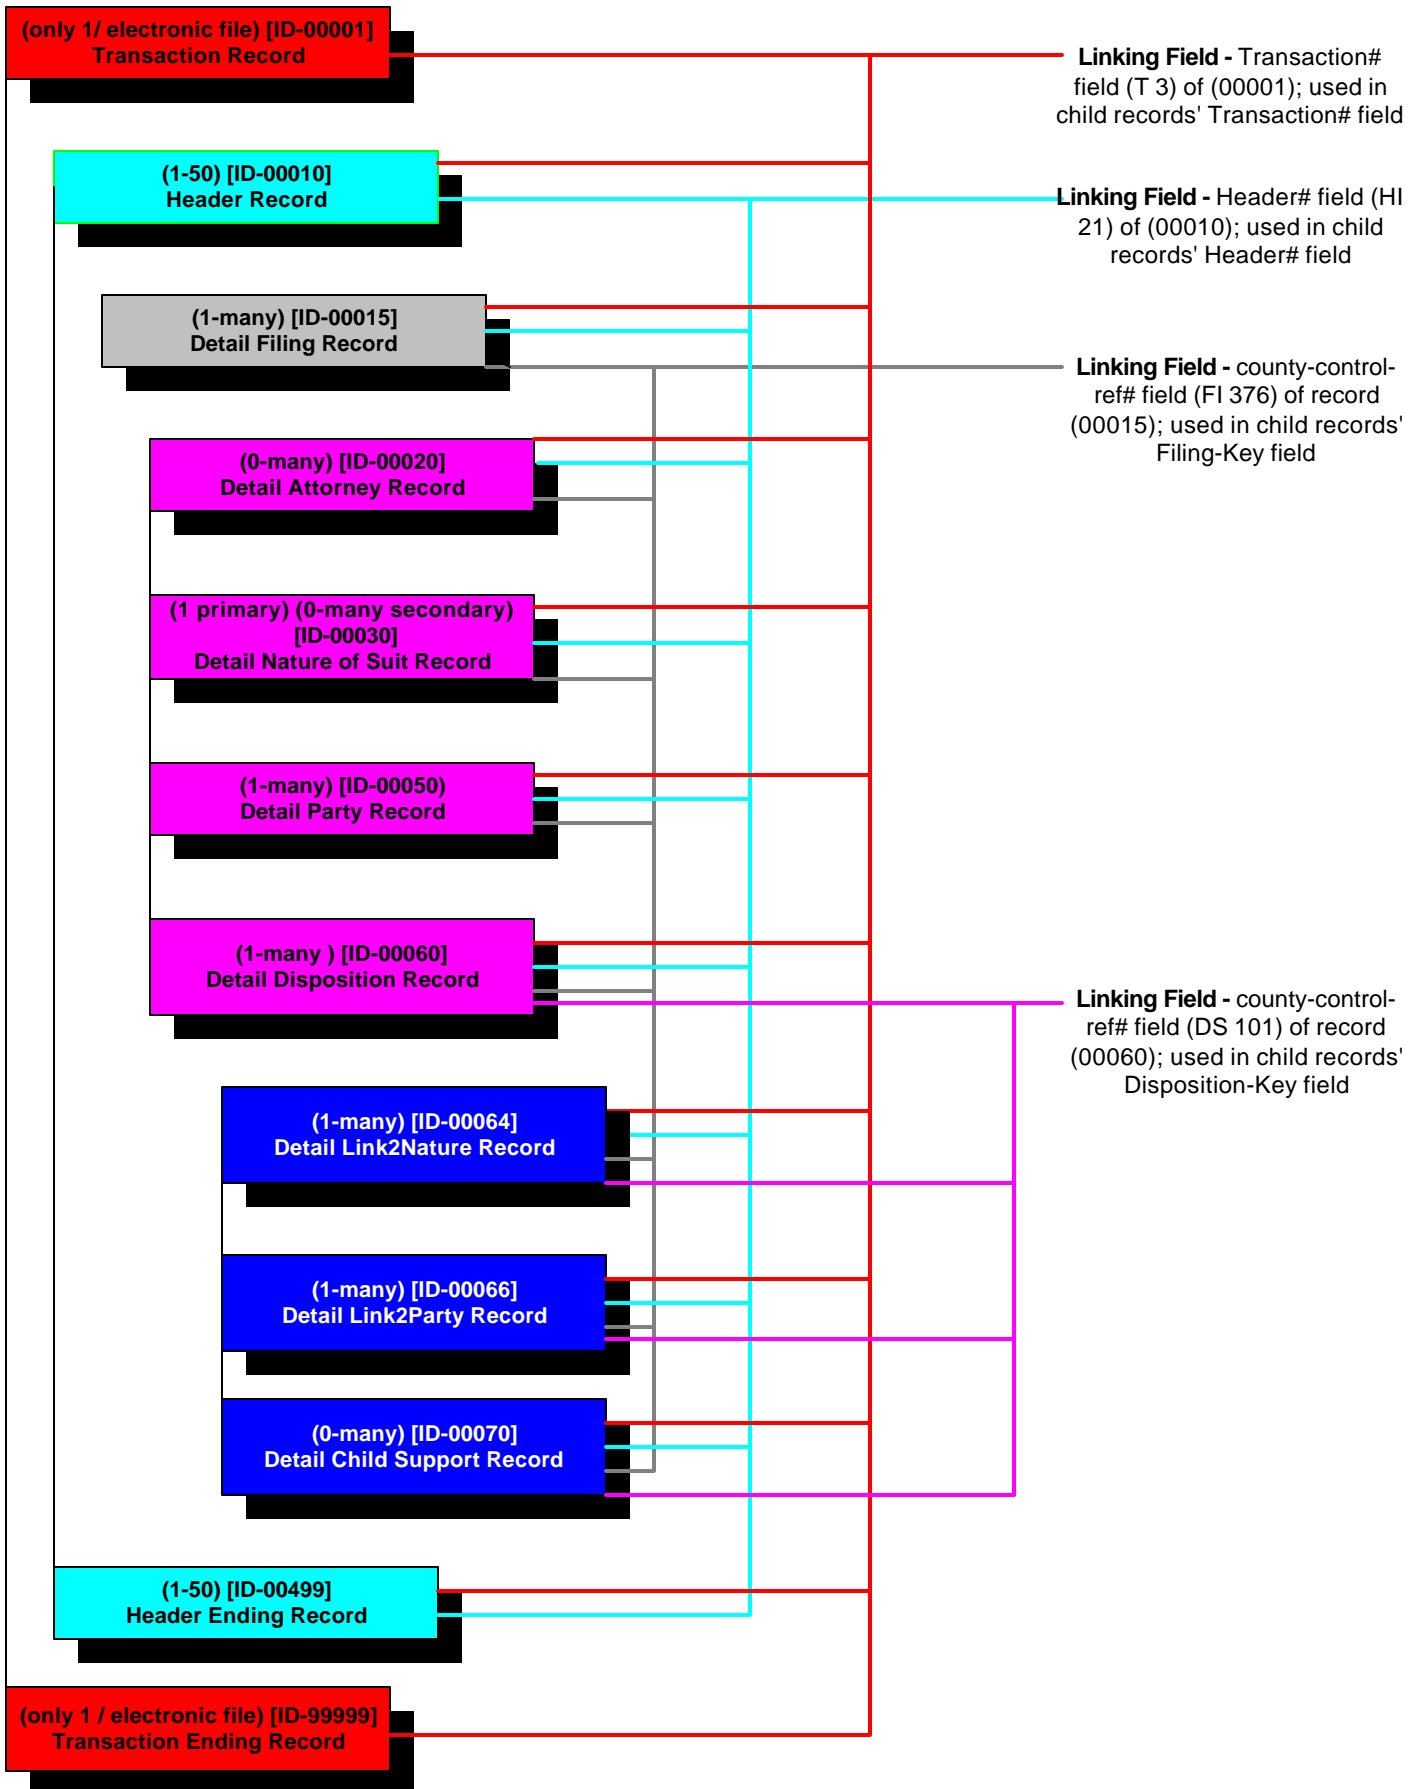 (only 1/ electronic file) [ID-00001]
Transaction Record
Linking Field - Transaction#
field (T 3) of (00001); used in
child records' Transaction# field
(1-50) [ID-00010]
Header Record
Linking Field - Header# field (HI
21) of (00010); used in child
records' Header# field
(1-many) [ID-00015]
Detail Filing Record
Linking Field - county-control-
ref# field (FI 376) of record
(00015); used in child records'
Filing-Key field
(0-many) [ID-00020]
Detail Attorney Record
(1 primary) (0-many secondary)
[ID-00030]
Detail Nature of Suit Record
(1-many) [ID-00050)
Detail Party Record
(1-many ) [ID-00060]
Detail Disposition Record
Linking Field - county-control-
ref# field (DS 101) of record
(00060); used in child records'
Disposition-Key field
(1-many) [ID-00064]
Detail Link2Nature Record
(1-many) [ID-00066]
Detail Link2Party Record
(0-many) [ID-00070]
Detail Child Support Record
(1-50) [ID-00499]
Header Ending Record
(only 1 / electronic file) [ID-99999]
Transaction Ending Record